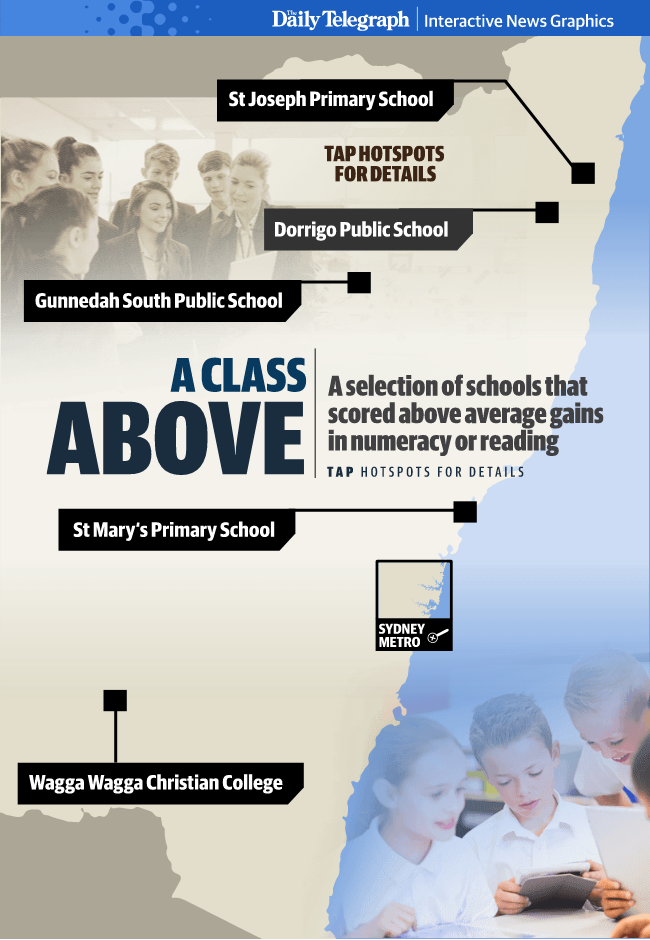 The Daily Telegraph | Interactive News Graphics
St Joseph Primary School
TAP HOTSPOTS
FOR DETAILS
Dorrigo Public School
Gunnedah South Public School
A CLASS
ABOVE
A selection of schools that
scored above average gains
in numeracy or reading
TAP HOTSPOTS FOR DETAILS
St Mary's Primary School
SYDNEY
METRO
Wagga Wagga Christian College